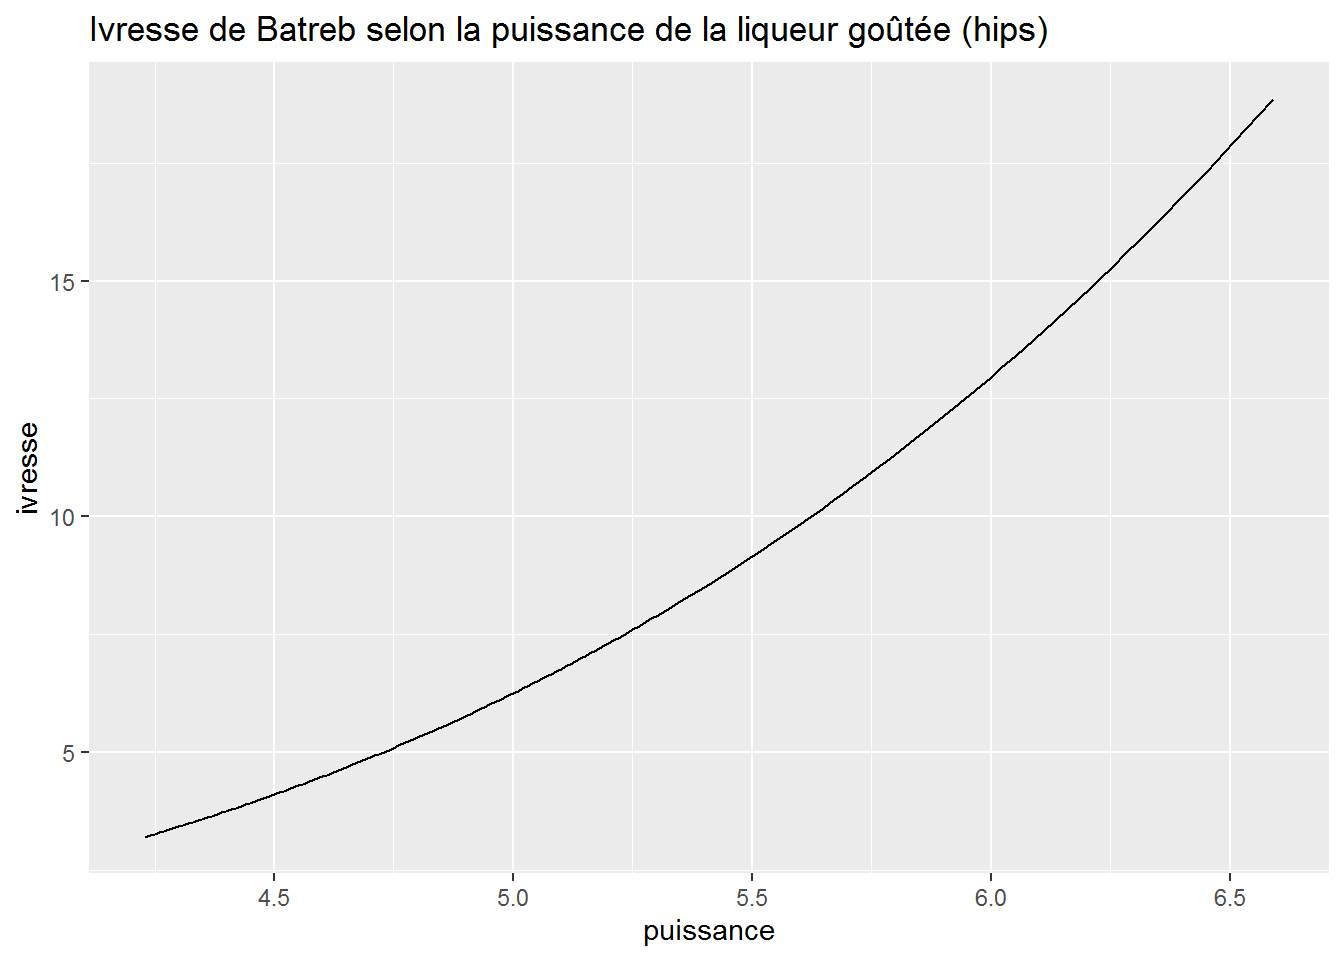 Ivresse de Batreb selon la puissance de la liqueur goûtée (hips)
15
10
5
ivresse
4.5 5.0 5.5 6.0 6.5
puissance